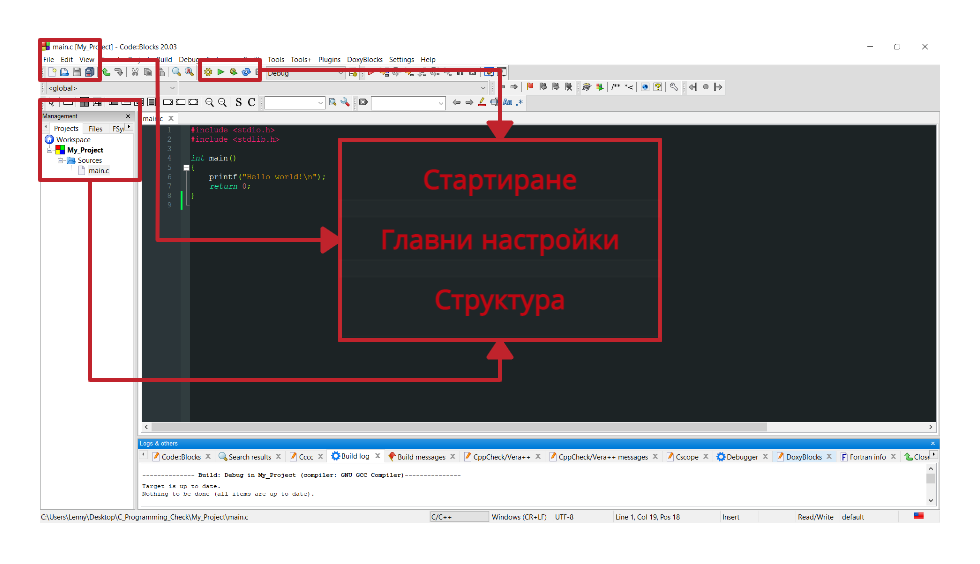 main.c [My_Project] - Code::Blocks 20.03
File Edit View
Tools Tools+ Plugins DoxyBlocks Settings Help
Debug
<global>
/** *<
S C
Aa .*
Management
Projects Files FSy
main.c X
Workspace
My_Project
Sources
main.c
1 #include <stdio.h>
2 #include <stdlib.h>
3
4 int main()
5 {
6 printf("Hello world!\n");
7 return 0;
8 }
9
Стартиране
Главни настройки
Структура
Logs & others
Code::Blocks X Search results X Cccc X Build log X Build messages X CppCheck/Vera++ X CppCheck/Vera++ messages X Cscope X Debugger X DoxyBlocks X Fortran info X Close
-------------- Build: Debug in My_Project (compiler: GNU GCC Compiler)---------------
Target is up to date.
Nothing to be done (all items are up to date).
C:\Users\Lenny\Desktop\C_Programming_Check\My_Project\main.c C/C++ Windows (CR+LF) UTF-8 Line 1, Col 19, Pos 18 Insert Read/Write default